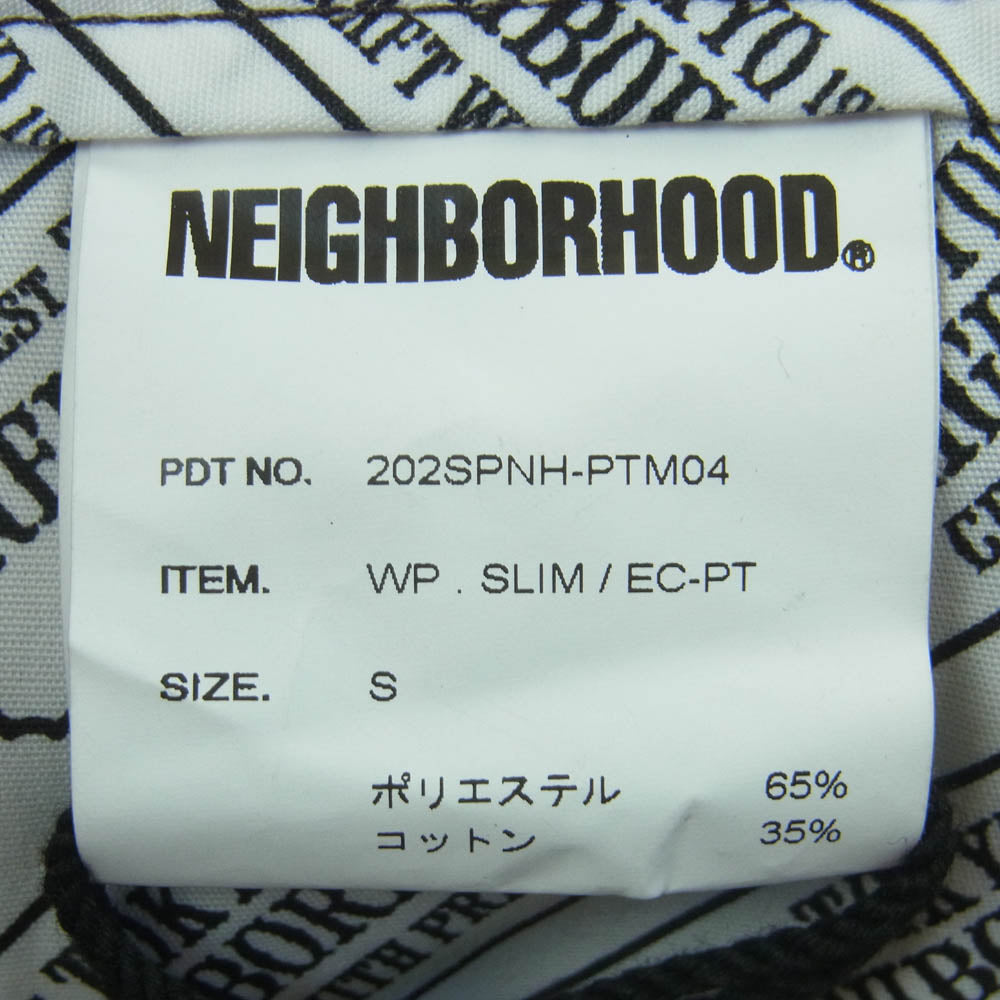 NEIGHBORHOOD®
PDT NO. 202SPNH-PTM04
ITEM. WP . SLIM / EC-PT
SIZE. S
ポリエステル 65%
コットン 35%